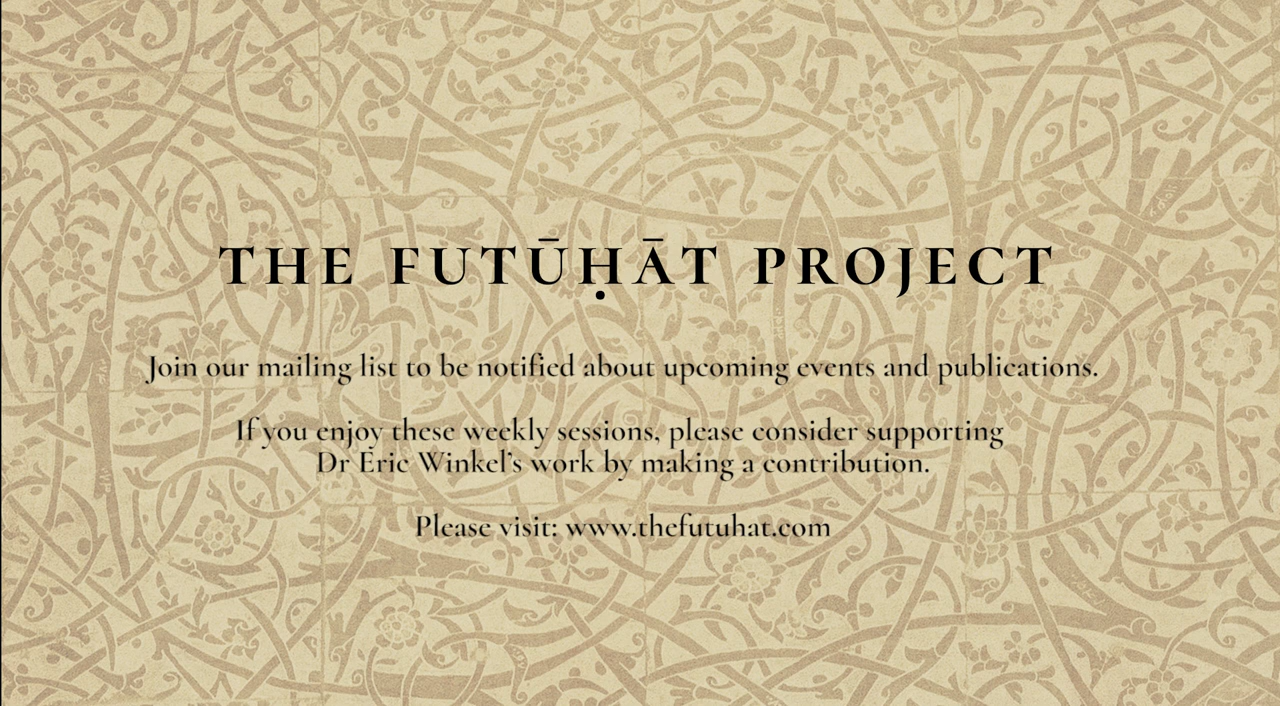 THE FUTŪḤĀT PROJECT
Join our mailing list to be notified about upcoming events and publications.
If you enjoy these weekly sessions, please consider supporting
Dr Eric Winkel’s work by making a contribution.
Please visit: www.thefutuhat.com